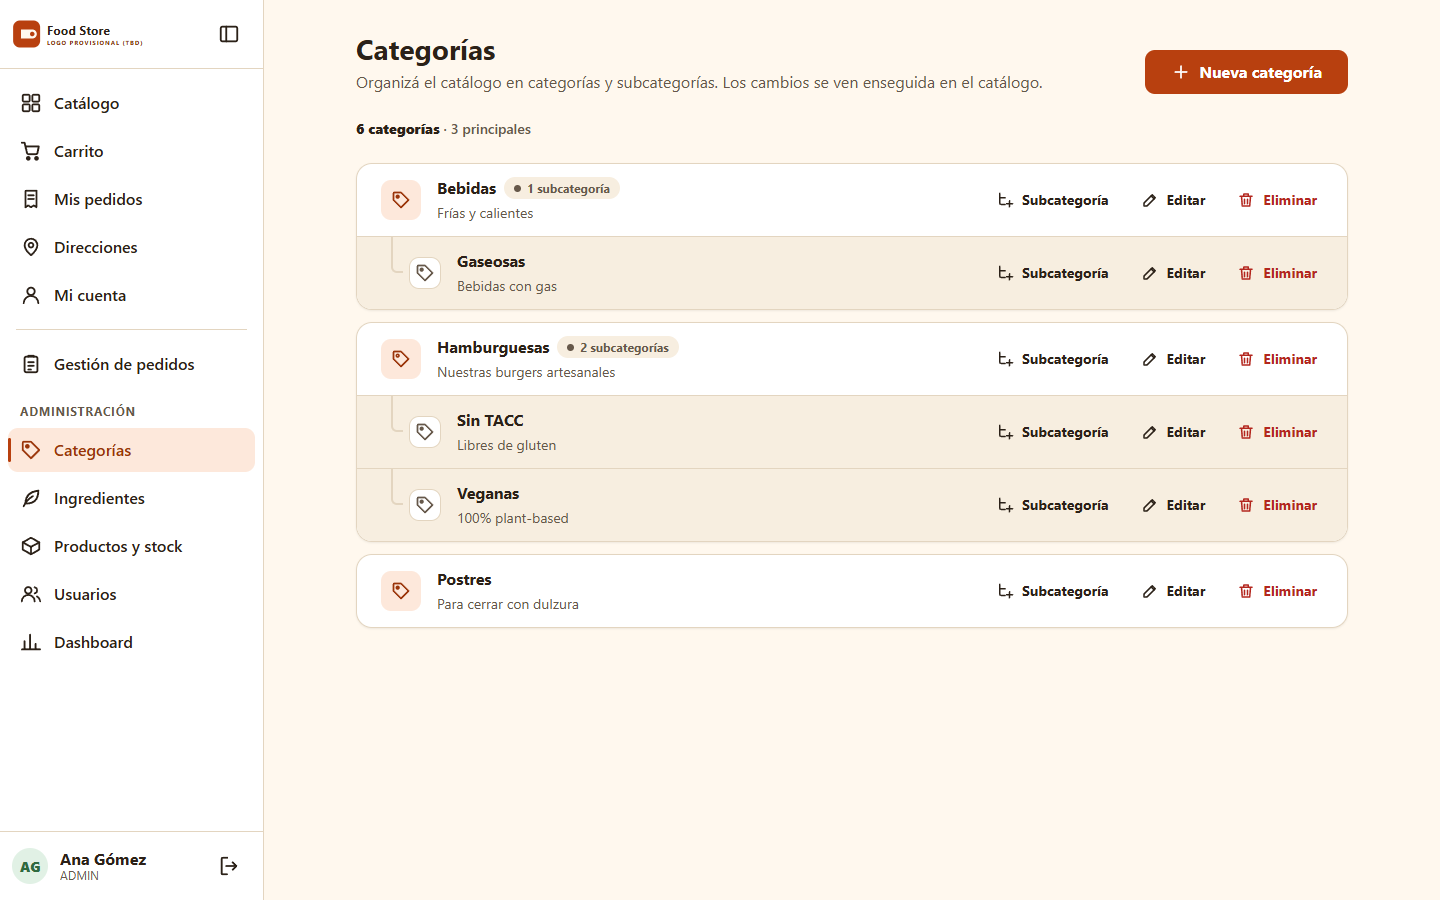 Food Store
LOGO PROVISIONAL (TBD)
Catálogo
Carrito
Mis pedidos
Direcciones
Mi cuenta
Gestión de pedidos
ADMINISTRACIÓN
Categorías
Ingredientes
Productos y stock
Usuarios
Dashboard
AG
Ana Gómez
ADMIN
Categorías
Organizá el catálogo en categorías y subcategorías. Los cambios se ven enseguida en el catálogo.
Nueva categoría
6 categorías · 3 principales
Bebidas 1 subcategoría
Frías y calientes
Subcategoría Editar Eliminar
Gaseosas
Bebidas con gas
Subcategoría Editar Eliminar
Hamburguesas 2 subcategorías
Nuestras burgers artesanales
Subcategoría Editar Eliminar
Sin TACC
Libres de gluten
Subcategoría Editar Eliminar
Veganas
100% plant-based
Subcategoría Editar Eliminar
Postres
Para cerrar con dulzura
Subcategoría Editar Eliminar